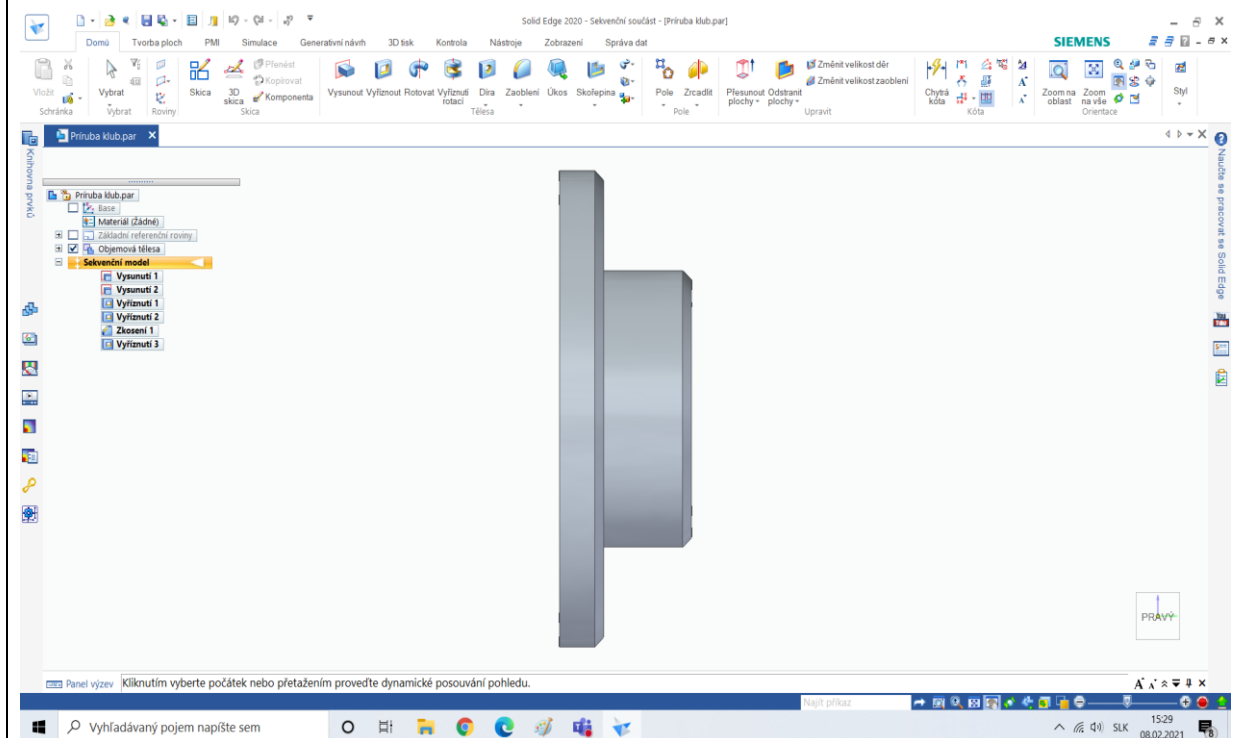 Solid Edge 2020 - Sekvenční součást - [Príruba klub.par]
Domů Tvorba ploch PMI Simulace Generativní návrh 3D tisk Kontrola Nástroje Zobrazení Správa dat SIEMENS
Vložit
Schránka
Vybrat
Vybrat
Roviny
Skica
3D skica
Přenést
Kopírovat
Komponenta
Skica
Vysunout Vyříznout Rotovat Vyříznutí rotací Díra Zaoblení Úkos Skořepina
Tělesa
Pole Zrcadlit
Pole
Přesunout plochy Odstranit plochy
Změnit velikost děr
Změnit velikost zaoblení
Upravit
Chytrá kóta
Kóta
Zoom na oblast
Zoom na vše
Orientace
Styl
Príruba klub.par
Knihovna prvků
Príruba klub.par
Base
Materiál (Žádné)
Základní referenční roviny
Objemová tělesa
Sekvenční model
Vysunutí 1
Vysunutí 2
Vyříznutí 1
Vyříznutí 2
Zkosení 1
Vyříznutí 3
Naučte se pracovat se Solid Edge
PRAVÝ
Panel výzev Kliknutím vyberte počátek nebo přetažením proveďte dynamické posouvání pohledu.
Najít příkaz
Vyhľadávaný pojem napíšte sem
SLK
15:29
08.02.2021
8